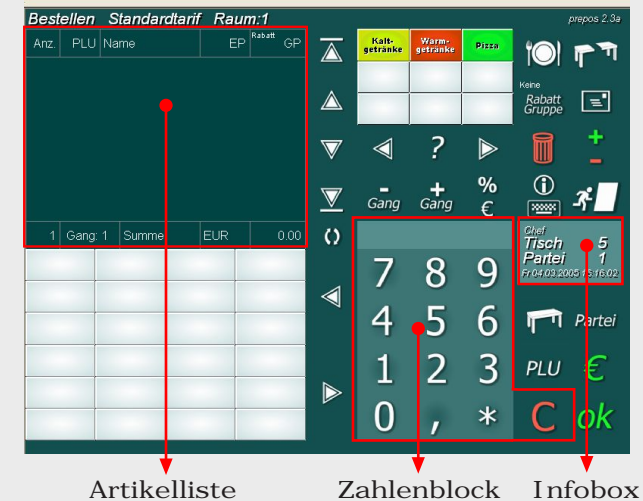 Bestellen Standardtarif Raum:1
prepos 2.3a
Anz. PLU Name EP Rabatt GP
Kalt-
getränke
Warm-
getränke
Pizza
Keine
Rabatt
Gruppe
?
+
-
-
Gang
+
Gang
%
€
1 Gang: 1 Summe EUR 0.00
Chef
Tisch 5
Partei 1
Fr 04.03.2005 15:16:02
7 8 9
4 5 6
Partei
1 2 3
PLU €
0 , * C ok
Artikelliste Zahlenblock Infobox